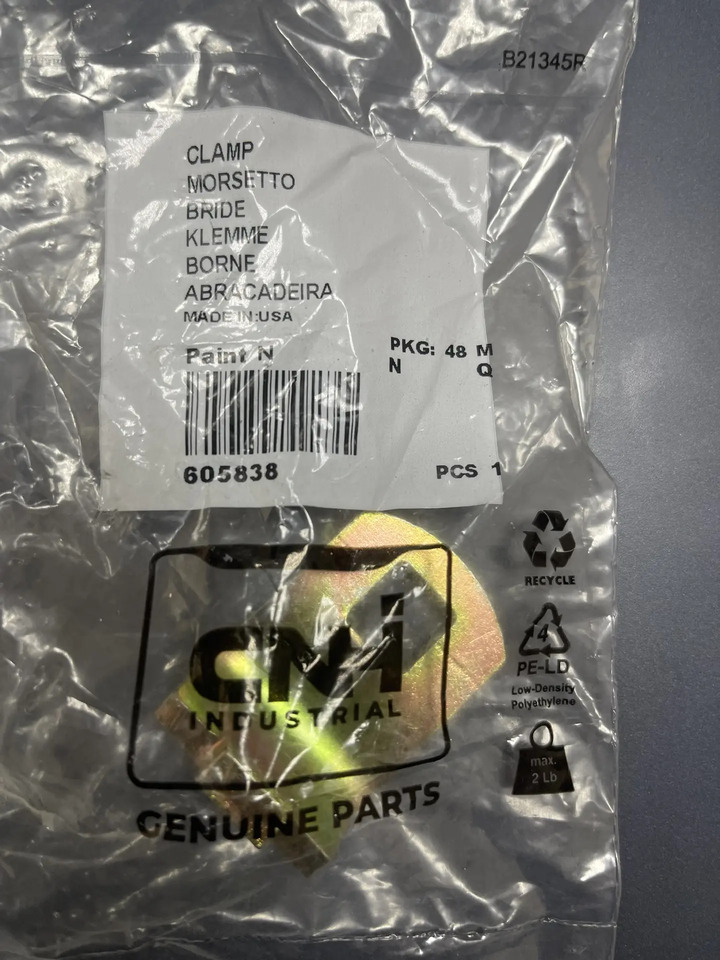 B21345R
CLAMP
MORSETTO
BRIDE
KLEMME
BORNE
ABRACADEIRA
MADE IN:USA
Paint N
PKG: 48 M
N Q
605838
PCS 1
RECYCLE
4
PE-LD
Low-Density
Polyethylene
max.
2 Lb
CNH
INDUSTRIAL
GENUINE PARTS